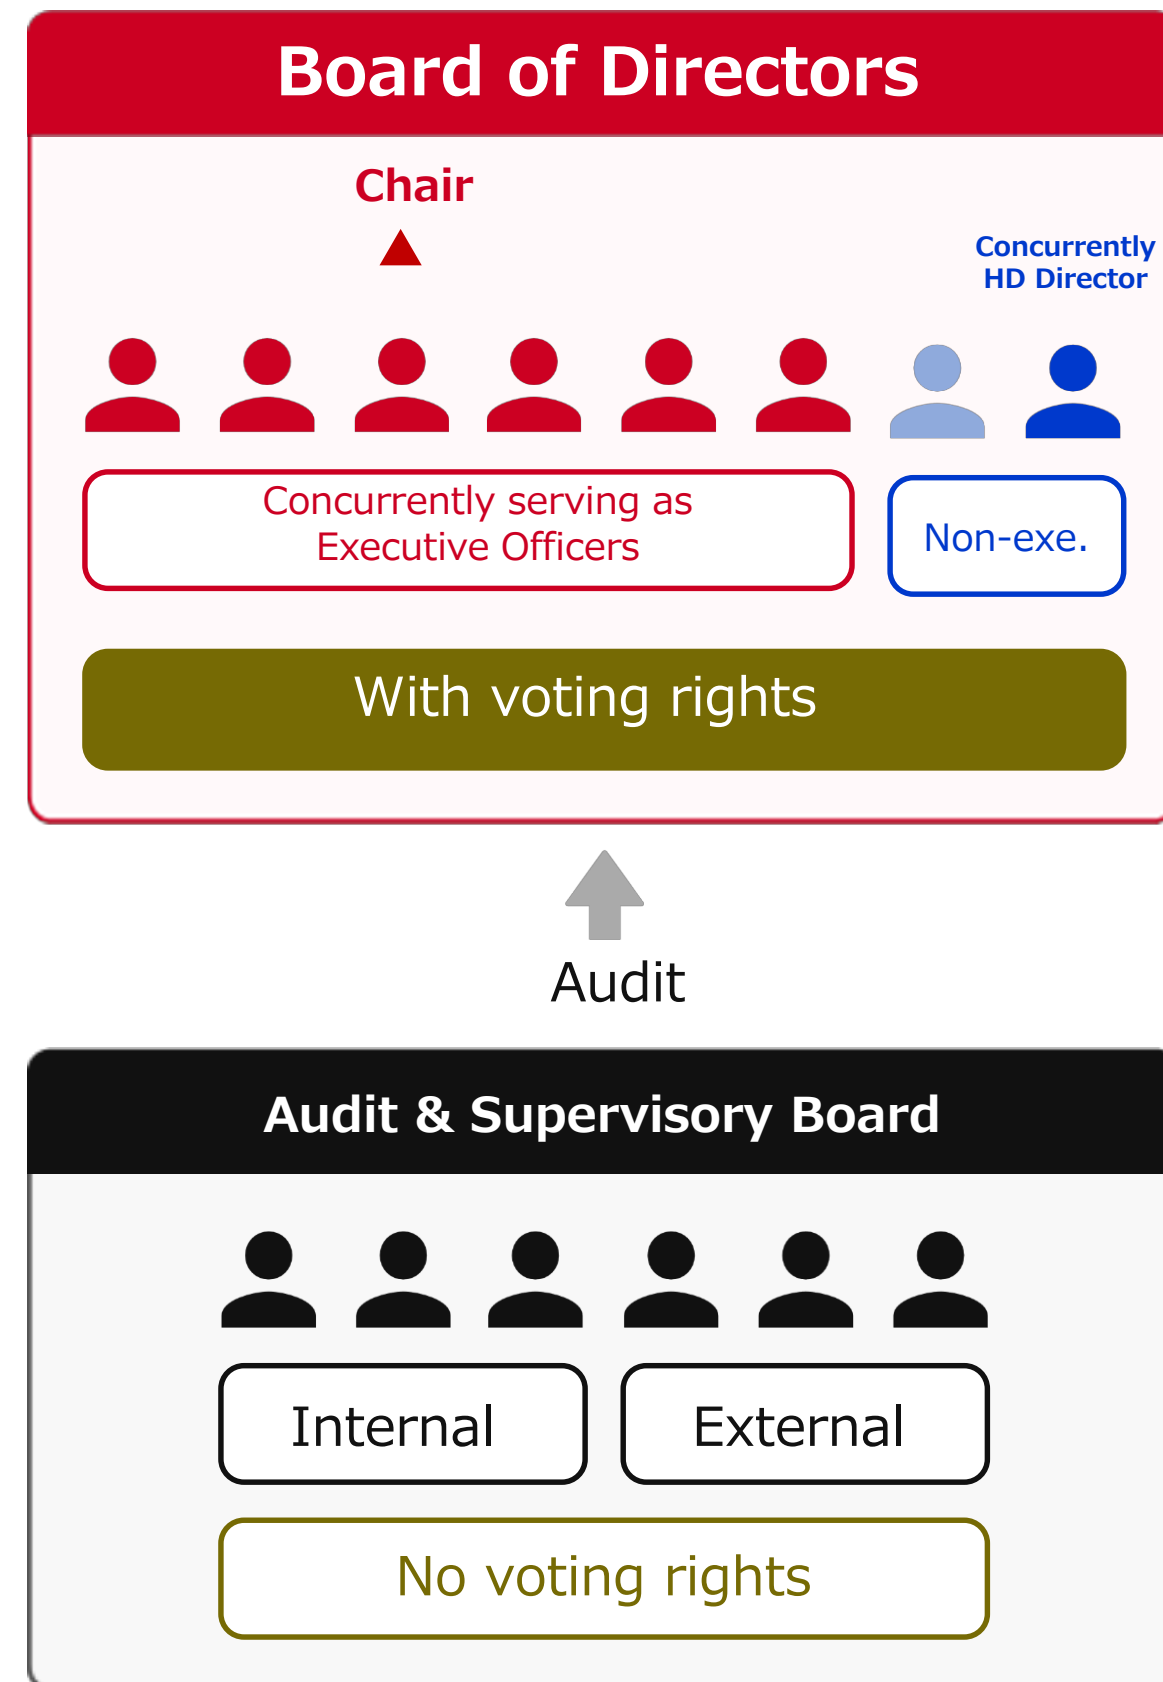 Board of Directors
Chair
Concurrently
HD Director
Concurrently serving as
Executive Officers
Non-exe.
With voting rights
Audit
Audit & Supervisory Board
Internal
External
No voting rights